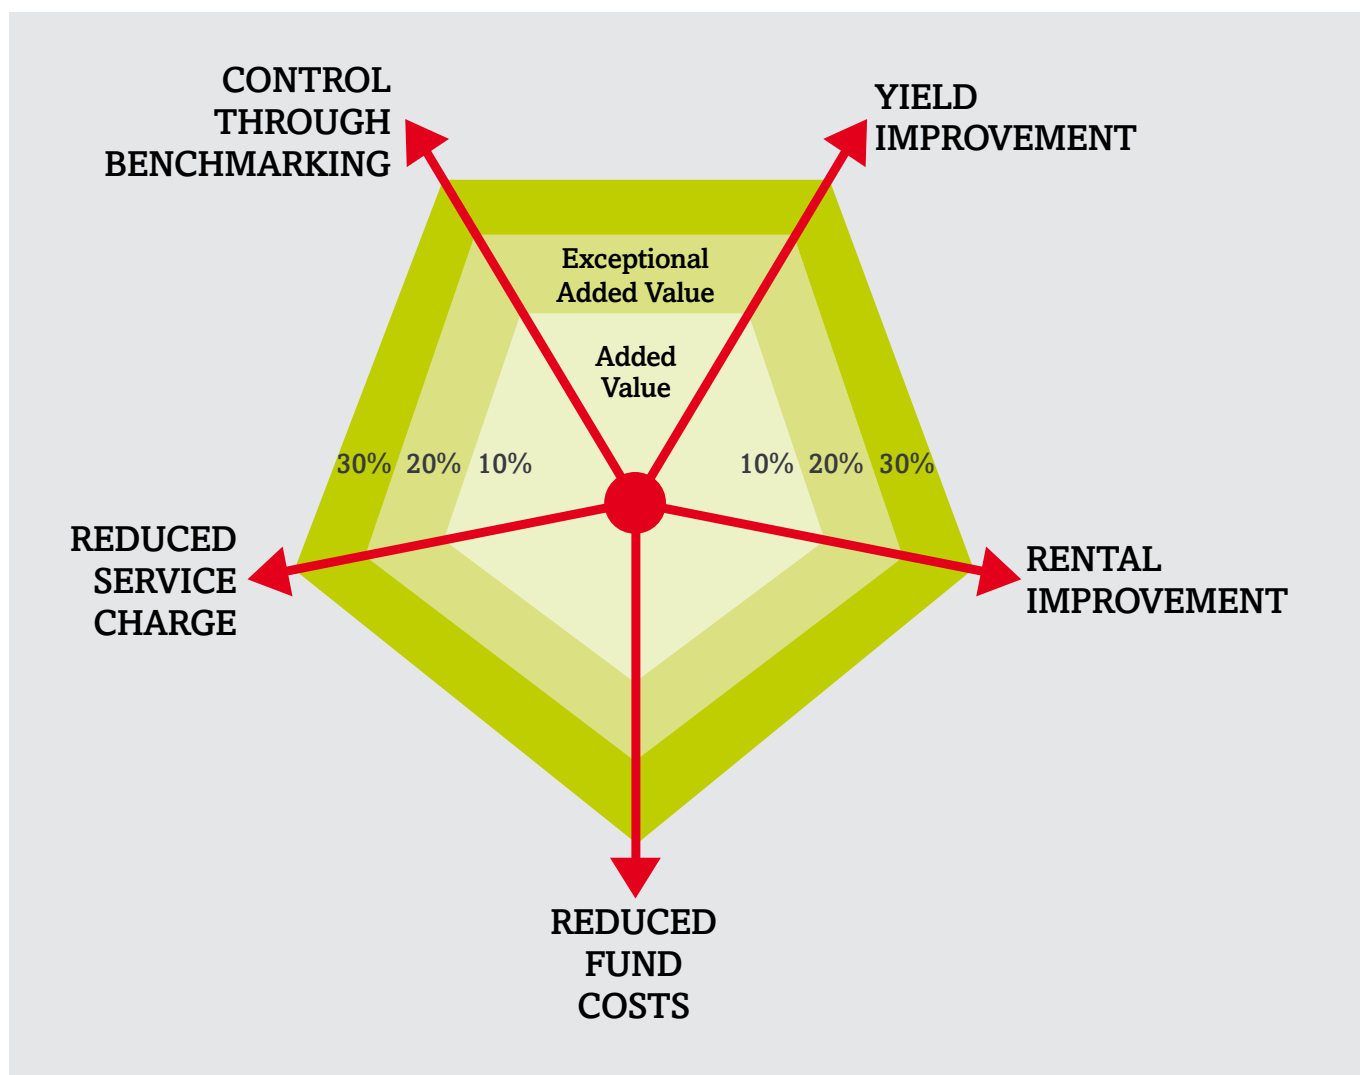 CONTROL
THROUGH
BENCHMARKING
YIELD
IMPROVEMENT
Exceptional
Added Value
Added
Value
30% 20% 10%
10% 20% 30%
REDUCED
SERVICE
CHARGE
RENTAL
IMPROVEMENT
REDUCED
FUND
COSTS